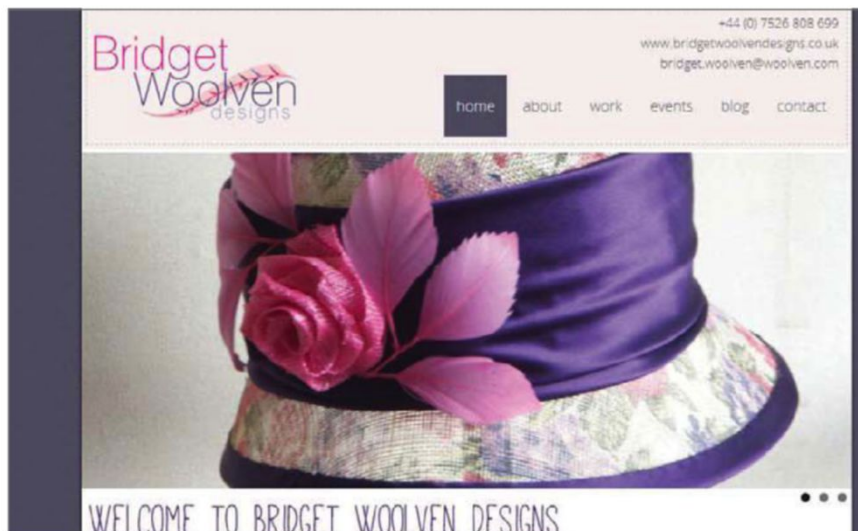 Bridget
Woolven
designs
+44 (0) 7526 808 699
www.bridgetwoolvendesigns.co.uk
bridget.woolven@woolven.com
home about work events blog contact
WELCOME TO BRIDGET WOOLVEN DESIGNS